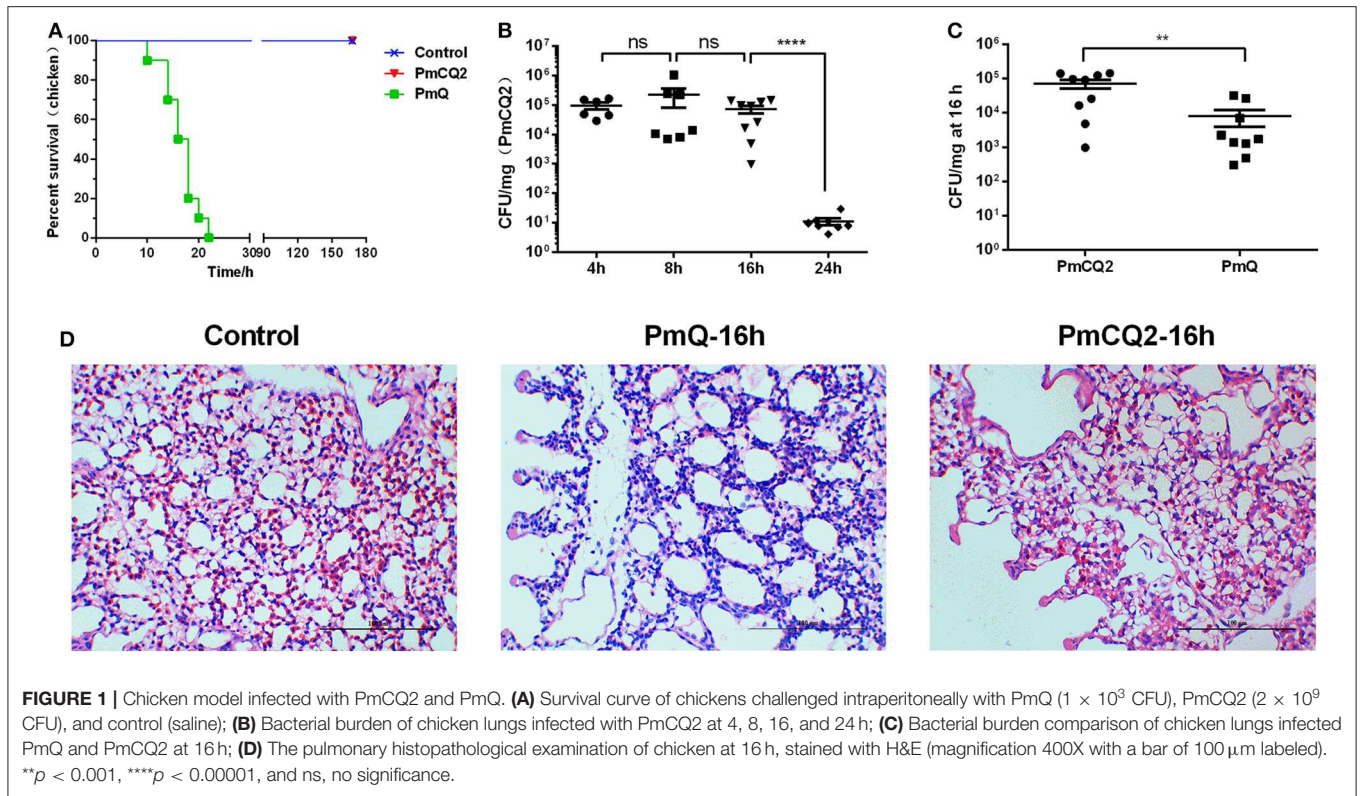 A
Percent survival (chicken)
100
80
60
40
20
0
0 10 20 30 90 120 150 180
Time/h
Control
PmCQ2
PmQ
B
CFU/mg (PmCQ2)
10⁷
10⁶
10⁵
10⁴
10³
10²
10¹
10⁰
ns ns ****
4h 8h 16h 24h
C
CFU/mg at 16 h
10⁶
10⁵
10⁴
10³
10²
10¹
10⁰
**
PmCQ2 PmQ
D
Control PmQ-16h PmCQ2-16h
100 μm 100 μm 100 μm
FIGURE 1 | Chicken model infected with PmCQ2 and PmQ. (A) Survival curve of chickens challenged intraperitoneally with PmQ (1 × 10³ CFU), PmCQ2 (2 × 10⁹
CFU), and control (saline); (B) Bacterial burden of chicken lungs infected with PmCQ2 at 4, 8, 16, and 24 h; (C) Bacterial burden comparison of chicken lungs infected
PmQ and PmCQ2 at 16 h; (D) The pulmonary histopathological examination of chicken at 16 h, stained with H&E (magnification 400X with a bar of 100 μm labeled).
**p < 0.001, ****p < 0.00001, and ns, no significance.